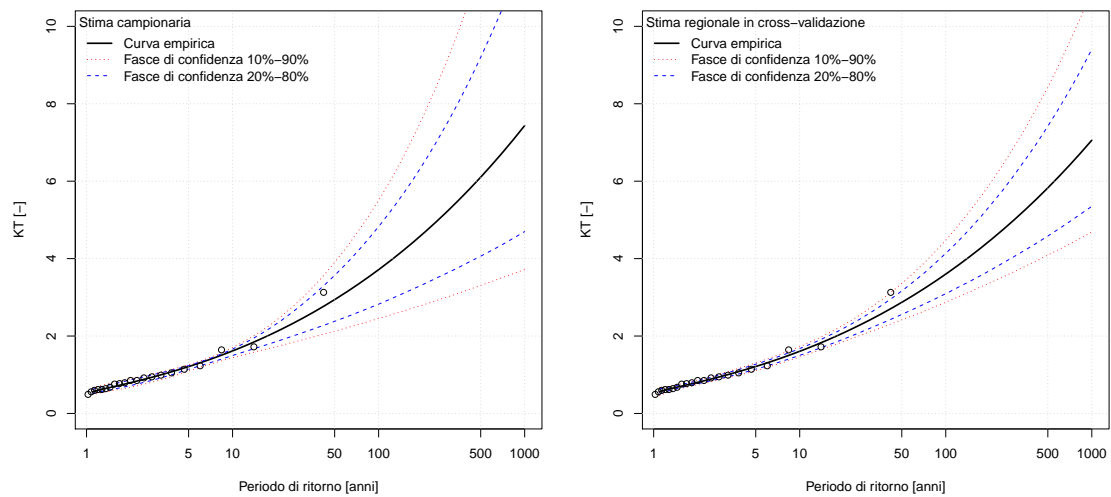 Stima campionaria
Curva empirica
Fasce di confidenza 10%−90%
Fasce di confidenza 20%−80%
10
8
6
4
2
0
KT [−]
1 5 10 50 100 500 1000
Periodo di ritorno [anni]
Stima regionale in cross−validazione
Curva empirica
Fasce di confidenza 10%−90%
Fasce di confidenza 20%−80%
10
8
6
4
2
0
KT [−]
1 5 10 50 100 500 1000
Periodo di ritorno [anni]